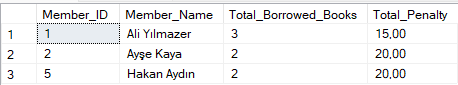 Member_ID Member_Name Total_Borrowed_Books Total_Penalty
1 1 Ali Yılmazer 3 15,00
2 2 Ayşe Kaya 2 20,00
3 5 Hakan Aydın 2 20,00